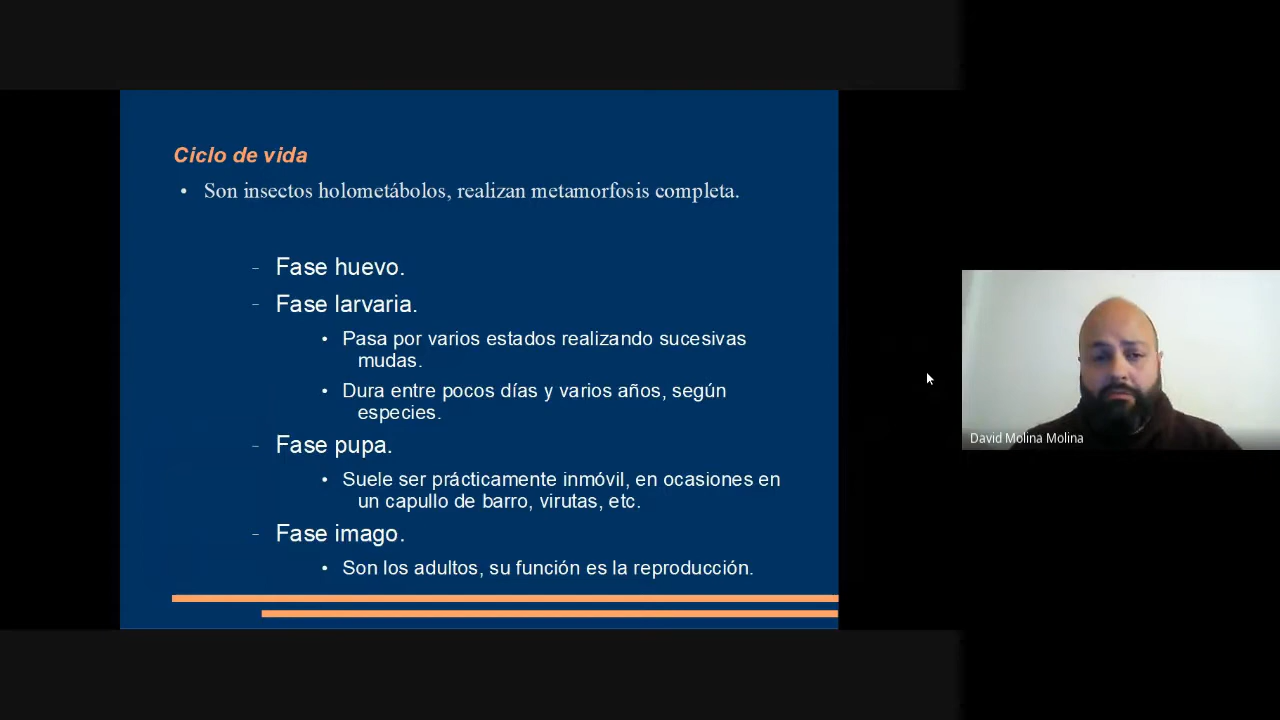 Ciclo de vida
• Son insectos holometábolos, realizan metamorfosis completa.
- Fase huevo.
- Fase larvaria.
• Pasa por varios estados realizando sucesivas
mudas.
• Dura entre pocos días y varios años, según
especies.
- Fase pupa.
• Suele ser prácticamente inmóvil, en ocasiones en
un capullo de barro, virutas, etc.
- Fase imago.
• Son los adultos, su función es la reproducción.
David Molina Molina